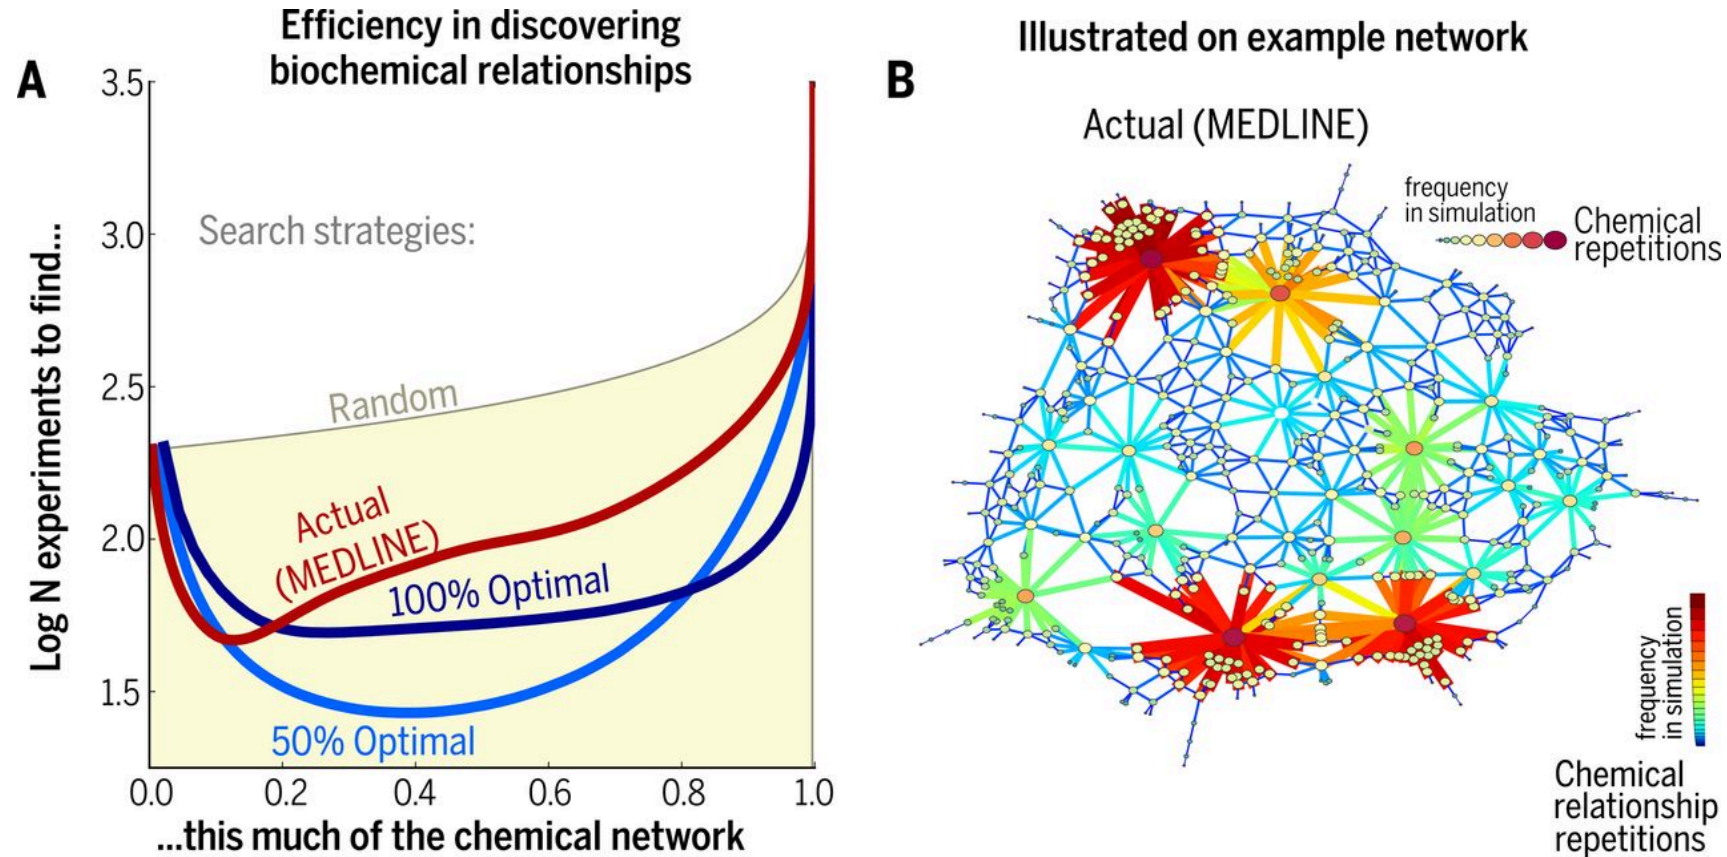 Efficiency in discovering
biochemical relationships
A
3.5
3.0
2.5
2.0
1.5
Log N experiments to find...
Search strategies:
Random
Actual
(MEDLINE)
100% Optimal
50% Optimal
0.0 0.2 0.4 0.6 0.8 1.0
...this much of the chemical network
Illustrated on example network
B
Actual (MEDLINE)
frequency
in simulation
Chemical
repetitions
frequency
in simulation
Chemical
relationship
repetitions